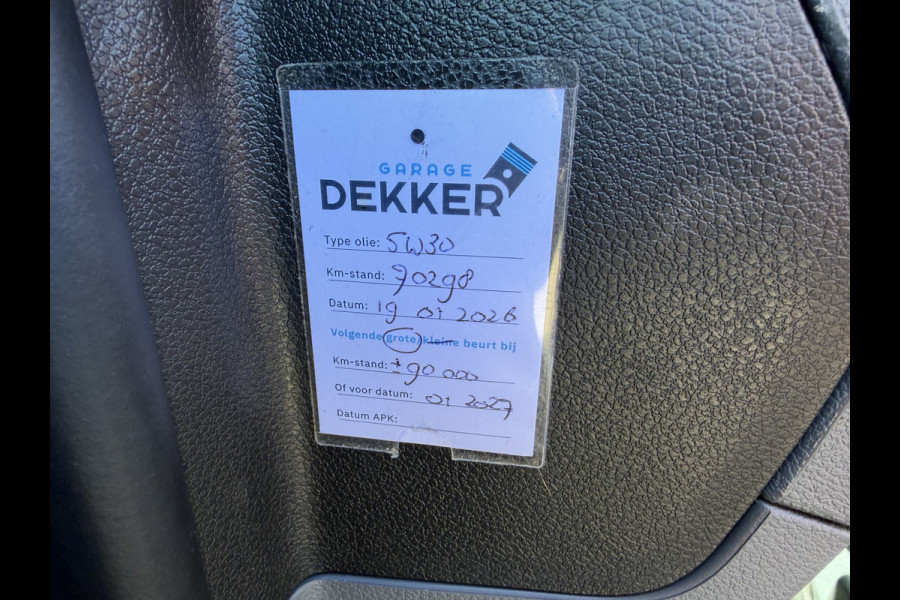 GARAGE
DEKKER
Type olie: 5W30
Km-stand: 70298
Datum: 19 01 2026
Volgende grote/kleine beurt bij
Km-stand: ± 90 000
Of voor datum: 01 2027
Datum APK: